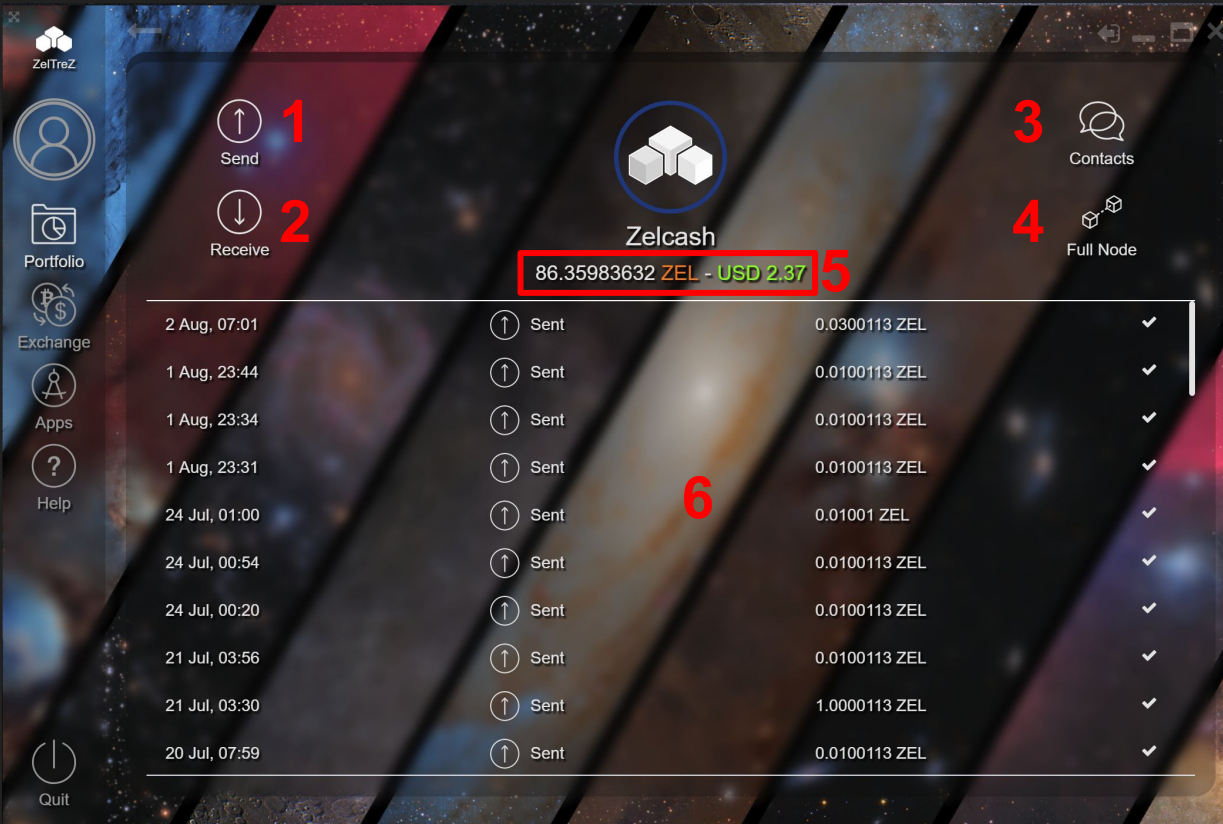 ZelTreZ
Portfolio
Exchange
Apps
?
Help
Quit
1
Send
2
Receive
3
Contacts
4
Full Node
Zelcash
86.35983632 ZEL - USD 2.37
5
2 Aug, 07:01 Sent 0.0300113 ZEL
1 Aug, 23:44 Sent 0.0100113 ZEL
1 Aug, 23:34 Sent 0.0100113 ZEL
1 Aug, 23:31 Sent 0.0100113 ZEL
6
24 Jul, 01:00 Sent 0.01001 ZEL
24 Jul, 00:54 Sent 0.0100113 ZEL
24 Jul, 00:20 Sent 0.0100113 ZEL
21 Jul, 03:56 Sent 0.0100113 ZEL
21 Jul, 03:30 Sent 1.0000113 ZEL
20 Jul, 07:59 Sent 0.0100113 ZEL